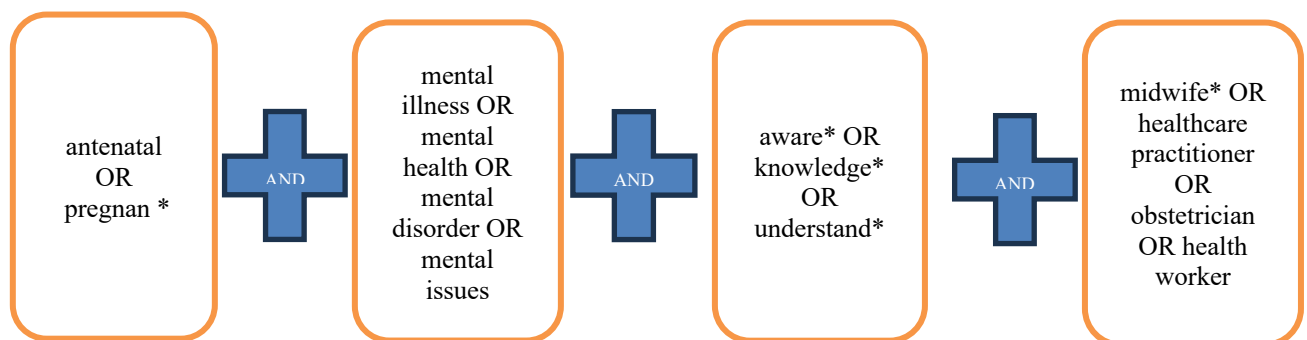 antenatal
OR
pregnan *
AND
mental
illness OR
mental
health OR
mental
disorder OR
mental
issues
AND
aware* OR
knowledge*
OR
understand*
AND
midwife* OR
healthcare
practitioner
OR
obstetrician
OR health
worker